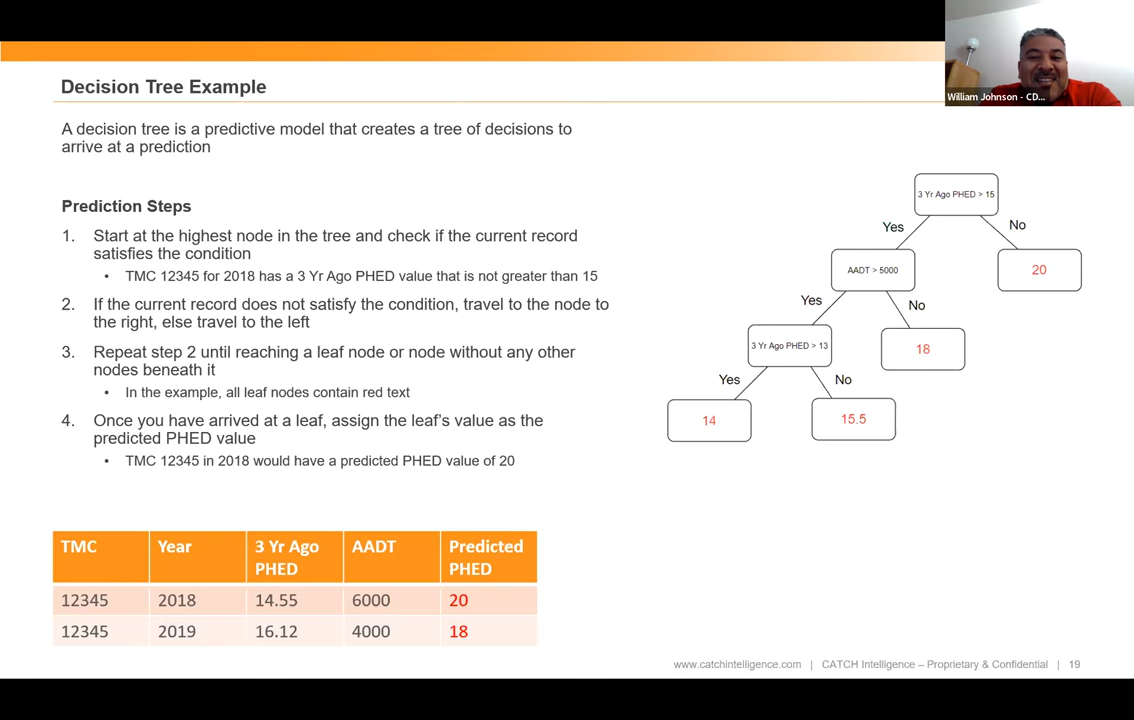 William Johnson - CD...
Decision Tree Example
A decision tree is a predictive model that creates a tree of decisions to
arrive at a prediction
Prediction Steps
1. Start at the highest node in the tree and check if the current record
satisfies the condition
• TMC 12345 for 2018 has a 3 Yr Ago PHED value that is not greater than 15
2. If the current record does not satisfy the condition, travel to the node to
the right, else travel to the left
3. Repeat step 2 until reaching a leaf node or node without any other
nodes beneath it
• In the example, all leaf nodes contain red text
4. Once you have arrived at a leaf, assign the leaf's value as the
predicted PHED value
• TMC 12345 in 2018 would have a predicted PHED value of 20
3 Yr Ago PHED > 15
Yes No
AADT > 5000 20
Yes No
3 Yr Ago PHED > 13 18
Yes No
14 15.5
TMC Year 3 Yr Ago AADT Predicted
PHED PHED
12345 2018 14.55 6000 20
12345 2019 16.12 4000 18
www.catchintelligence.com | CATCH Intelligence – Proprietary & Confidential | 19